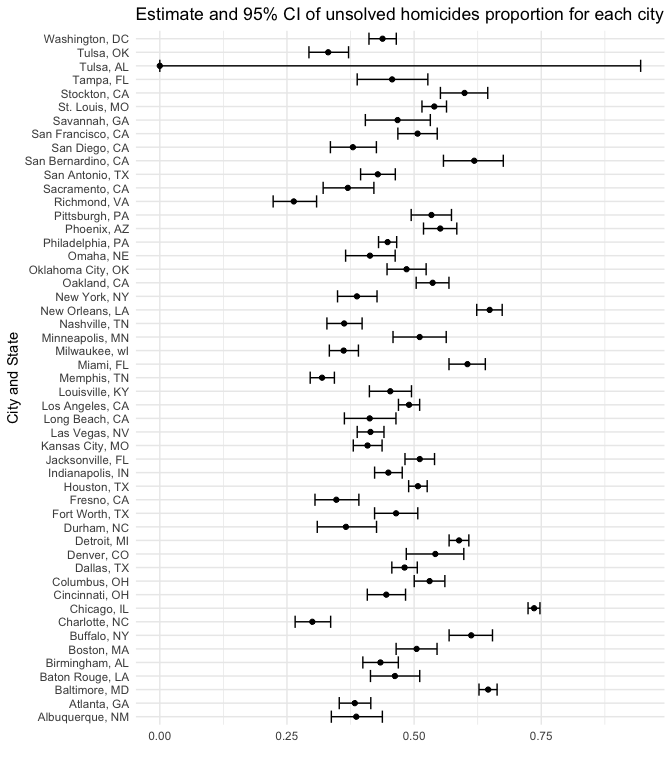 Estimate and 95% CI of unsolved homicides proportion for each city
City and State
Washington, DC
Tulsa, OK
Tulsa, AL
Tampa, FL
Stockton, CA
St. Louis, MO
Savannah, GA
San Francisco, CA
San Diego, CA
San Bernardino, CA
San Antonio, TX
Sacramento, CA
Richmond, VA
Pittsburgh, PA
Phoenix, AZ
Philadelphia, PA
Omaha, NE
Oklahoma City, OK
Oakland, CA
New York, NY
New Orleans, LA
Nashville, TN
Minneapolis, MN
Milwaukee, wI
Miami, FL
Memphis, TN
Louisville, KY
Los Angeles, CA
Long Beach, CA
Las Vegas, NV
Kansas City, MO
Jacksonville, FL
Indianapolis, IN
Houston, TX
Fresno, CA
Fort Worth, TX
Durham, NC
Detroit, MI
Denver, CO
Dallas, TX
Columbus, OH
Cincinnati, OH
Chicago, IL
Charlotte, NC
Buffalo, NY
Boston, MA
Birmingham, AL
Baton Rouge, LA
Baltimore, MD
Atlanta, GA
Albuquerque, NM
0.00 0.25 0.50 0.75